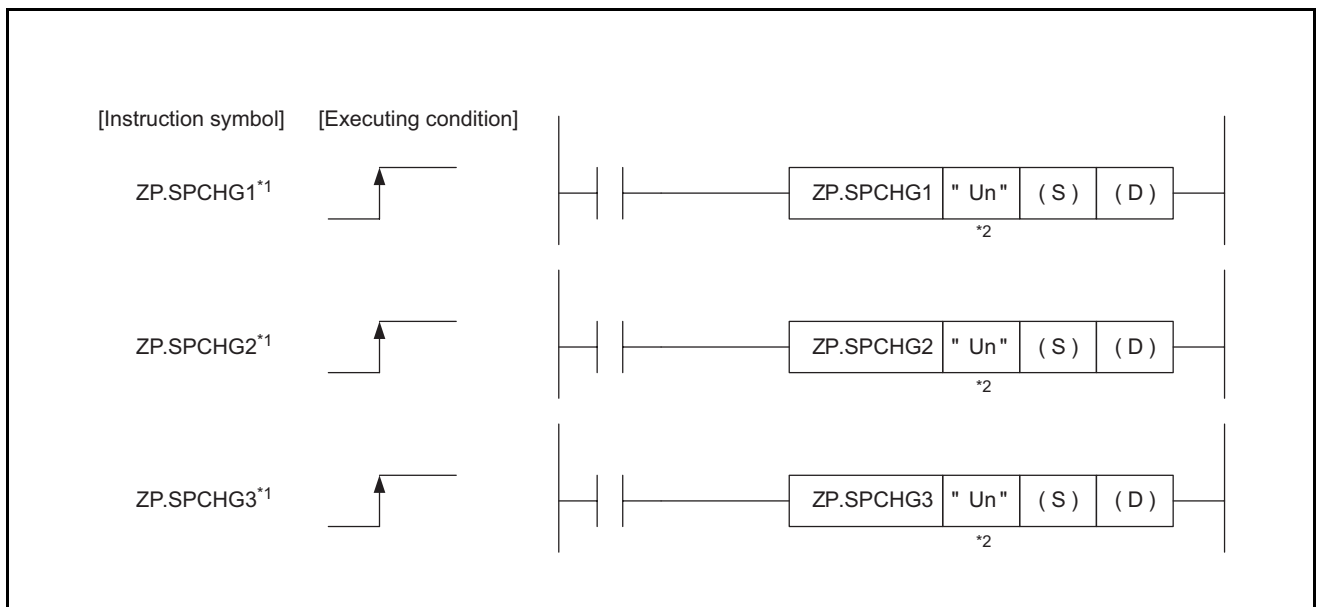 [Instruction symbol] [Executing condition]
ZP.SPCHG1*1 ZP.SPCHG1 " Un" ( S ) ( D )
*2
ZP.SPCHG2*1 ZP.SPCHG2 " Un" ( S ) ( D )
*2
ZP.SPCHG3*1 ZP.SPCHG3 " Un" ( S ) ( D )
*2